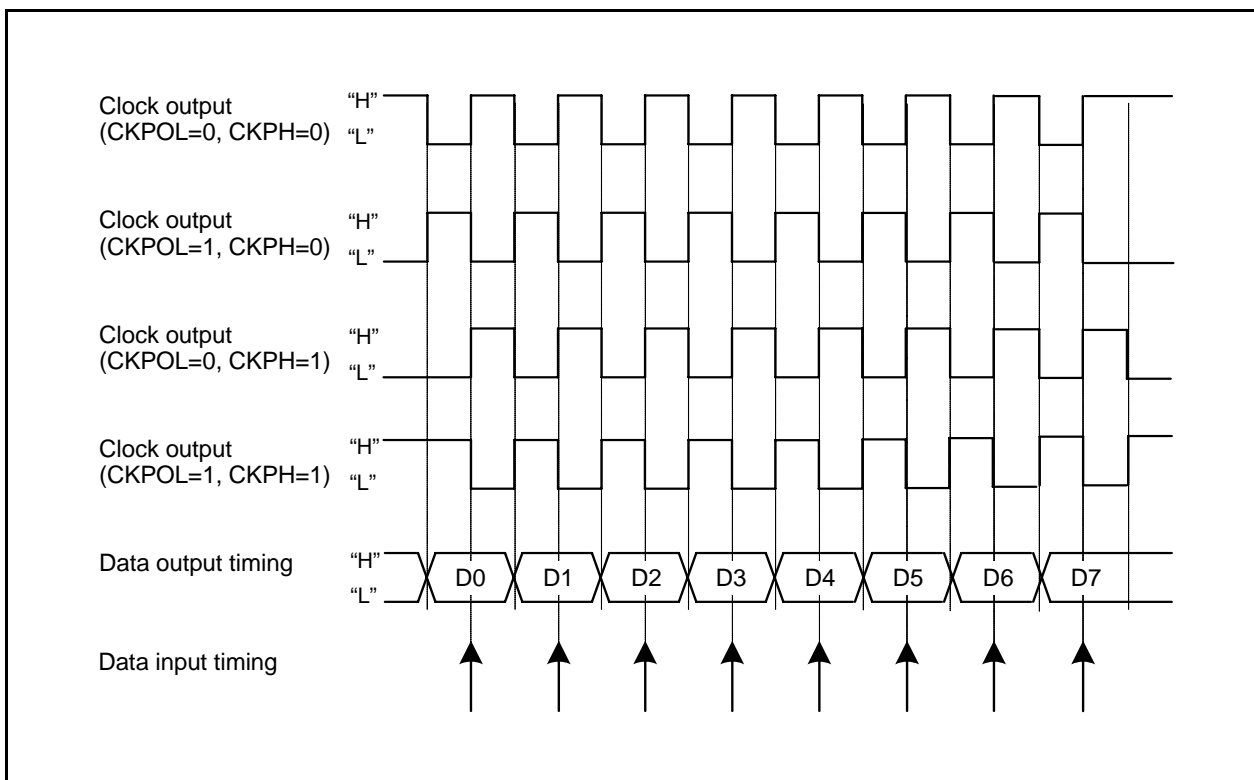 Clock output
(CKPOL=0, CKPH=0)
“H”
“L”
Clock output
(CKPOL=1, CKPH=0)
“H”
“L”
Clock output
(CKPOL=0, CKPH=1)
“H”
“L”
Clock output
(CKPOL=1, CKPH=1)
“H”
“L”
Data output timing
“H”
“L”
D0 D1 D2 D3 D4 D5 D6 D7
Data input timing